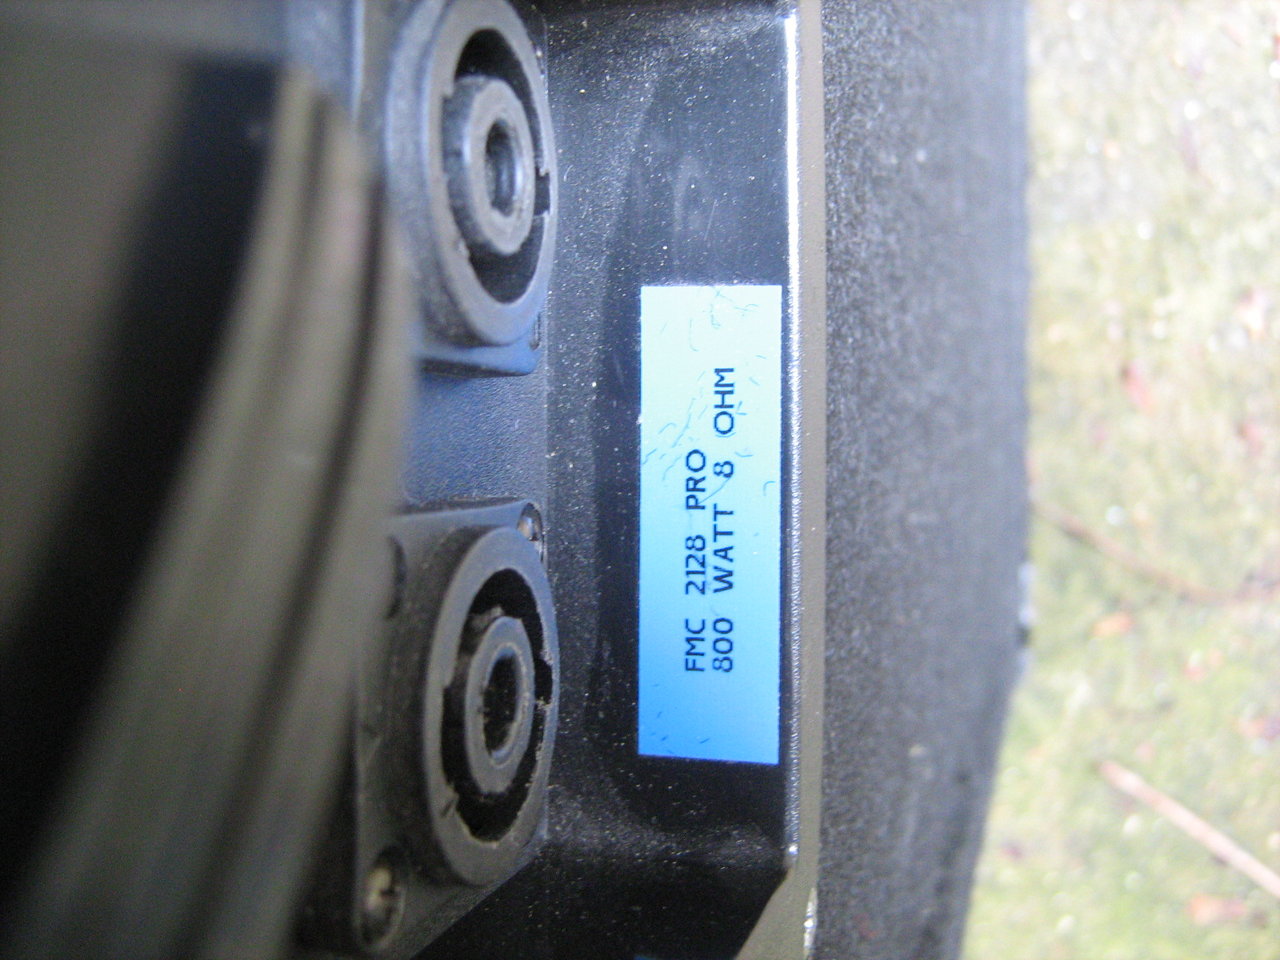 FMC 2128 PRO
800 WATT 8 OHM